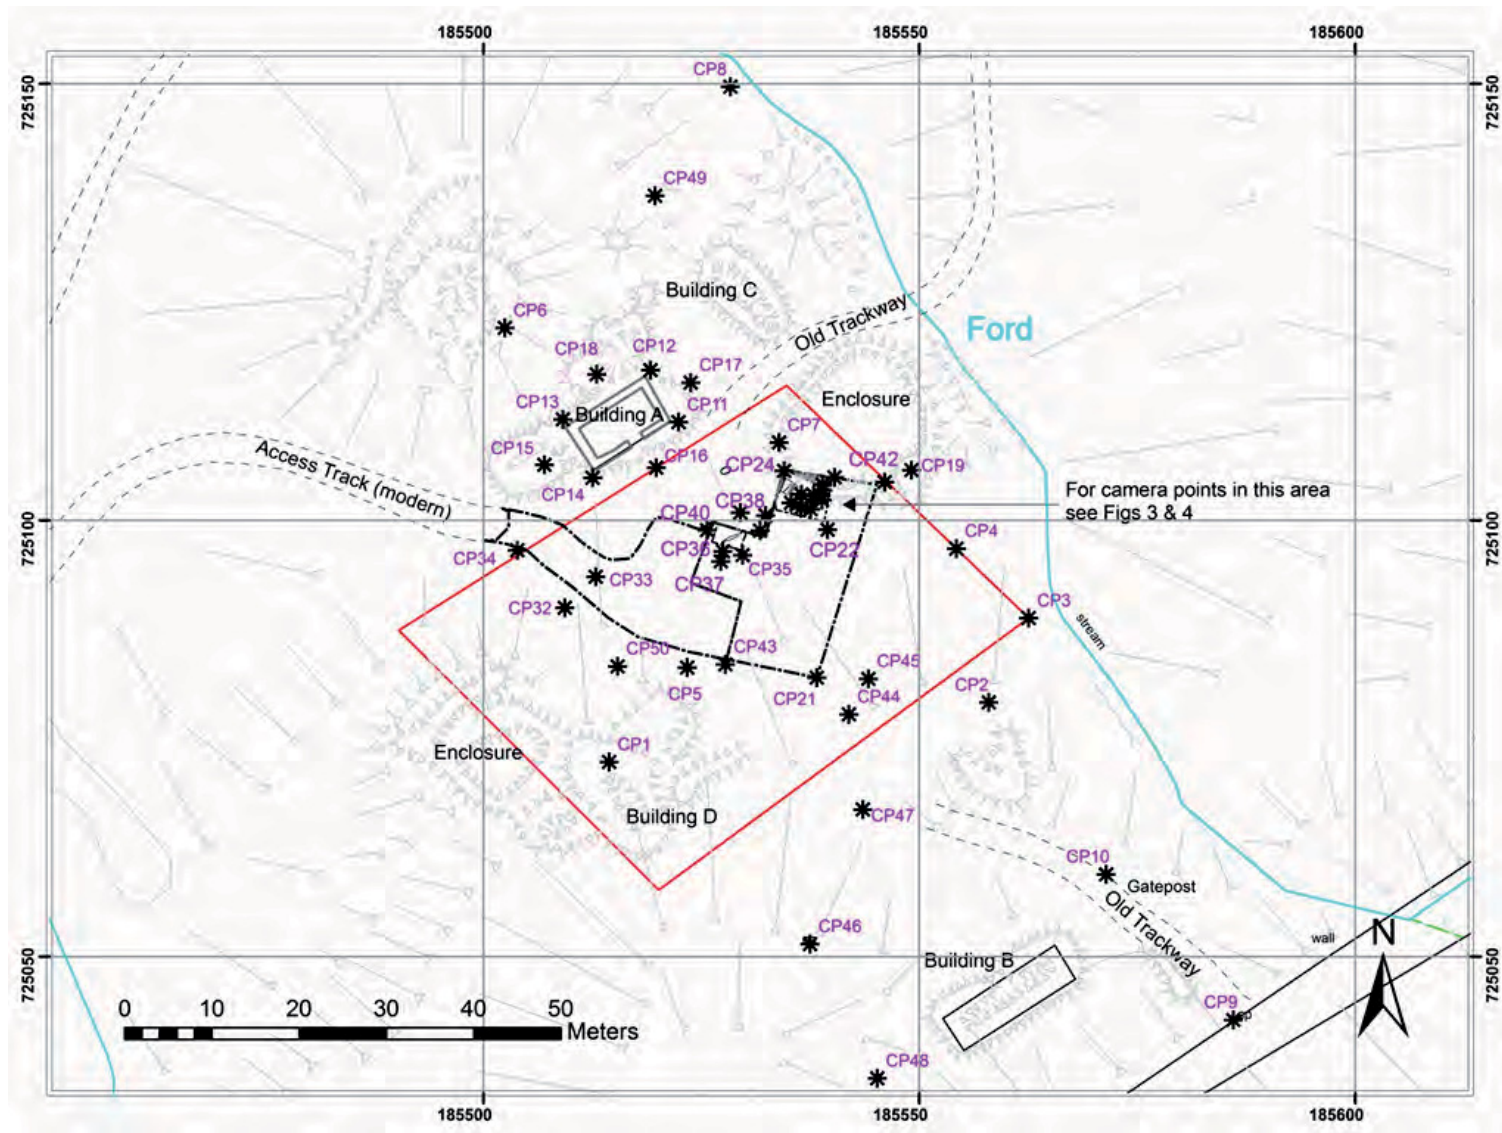 185500
185550
185600
725150
725150
CP8
CP49
Building C
CP6
Old Trackway
Ford
CP18
CP12
CP17
CP13
Building A
CP11
Enclosure
CP7
CP15
CP16
CP14
Access Track (modern)
CP24
CP42
CP19
For camera points in this area
see Figs 3 & 4
725100
725100
CP40
CP38
CP36
CP22
CP4
CP34
CP33
CP37
CP35
CP32
CP3
stream
CP50
CP43
CP45
CP5
CP21
CP44
CP2
Enclosure
CP1
Building D
CP47
CP10
Gatepost
Old Trackway
CP46
wall
N
Building B
725050
725050
CP9
gp
0 10 20 30 40 50
Meters
CP48
185500
185550
185600